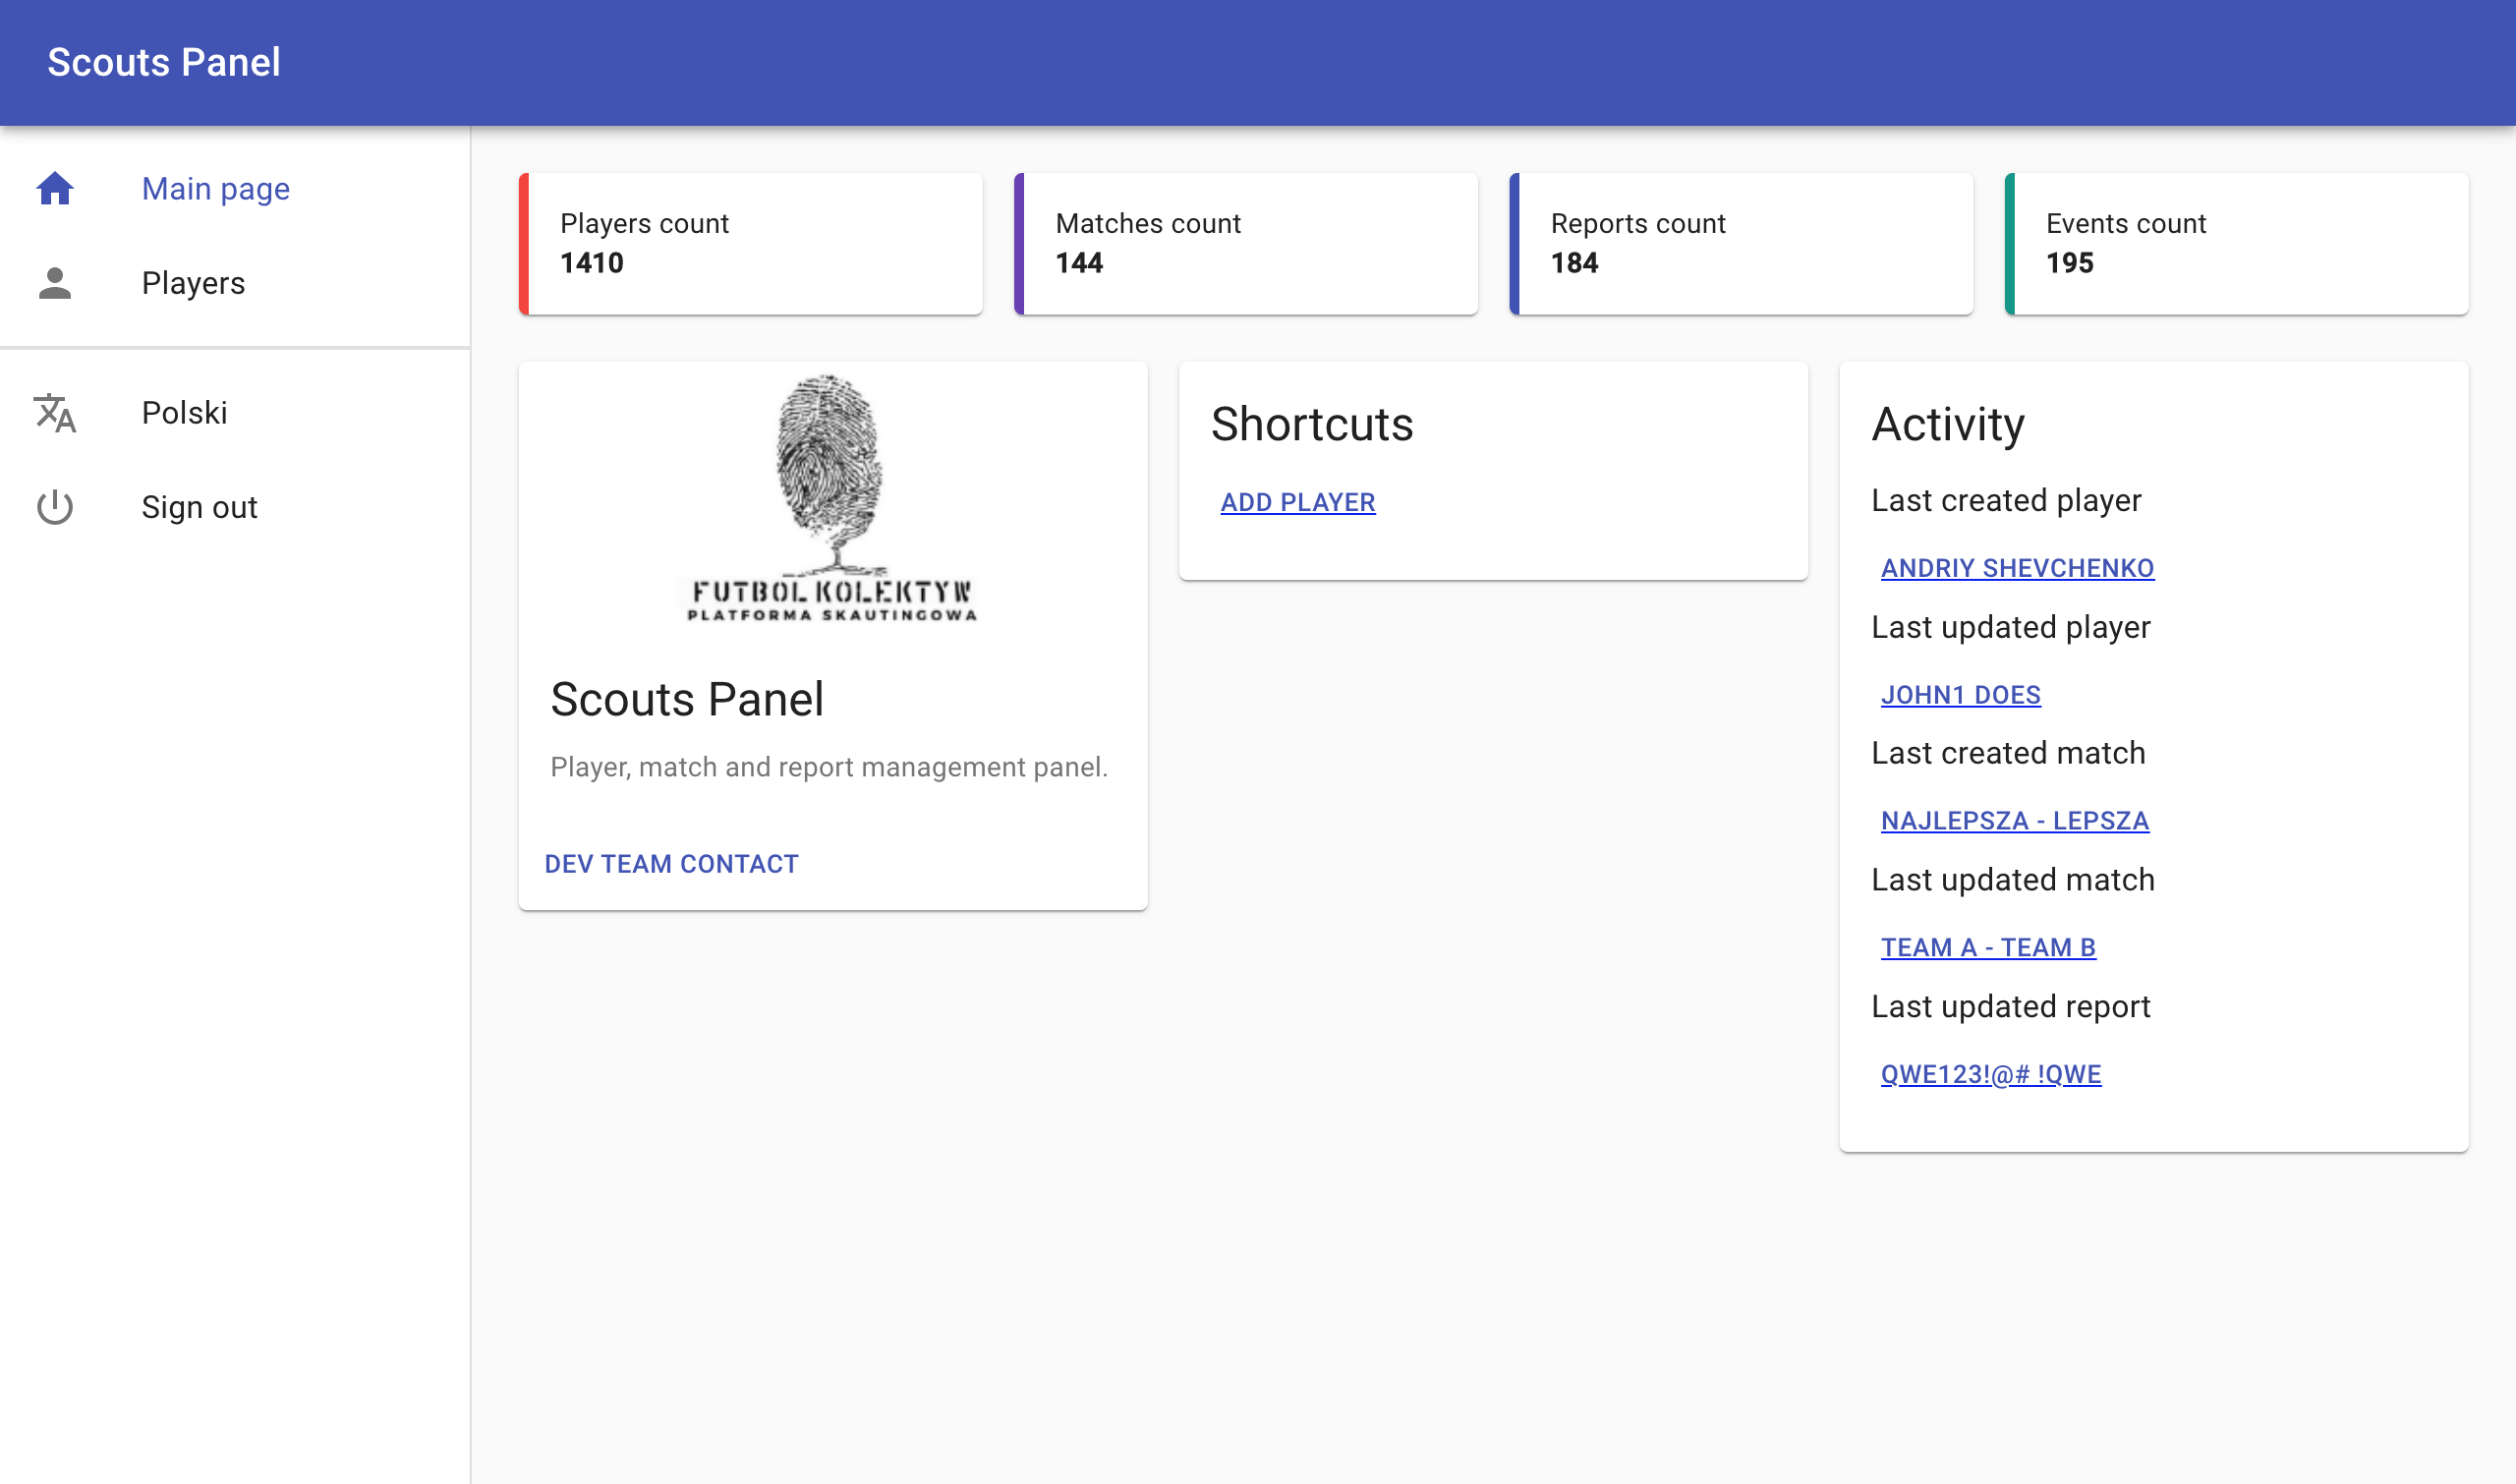 Scouts Panel
Main page
Players
Polski
Sign out
Players count
1410
Matches count
144
Reports count
184
Events count
195
FUTBOL KOLEKTYW
PLATFORMA SKAUTINGOWA
Scouts Panel
Player, match and report management panel.
DEV TEAM CONTACT
Shortcuts
ADD PLAYER
Activity
Last created player
ANDRIY SHEVCHENKO
Last updated player
JOHN1 DOES
Last created match
NAJLEPSZA - LEPSZA
Last updated match
TEAM A - TEAM B
Last updated report
QWE123!@# !QWE